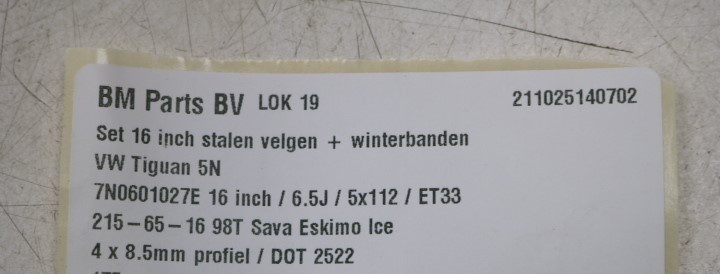 BM Parts BV LOK 19 211025140702
Set 16 inch stalen velgen + winterbanden
VW Tiguan 5N
7N0601027E 16 inch / 6.5J / 5x112 / ET33
215-65-16 98T Sava Eskimo Ice
4 x 8.5mm profiel / DOT 2522